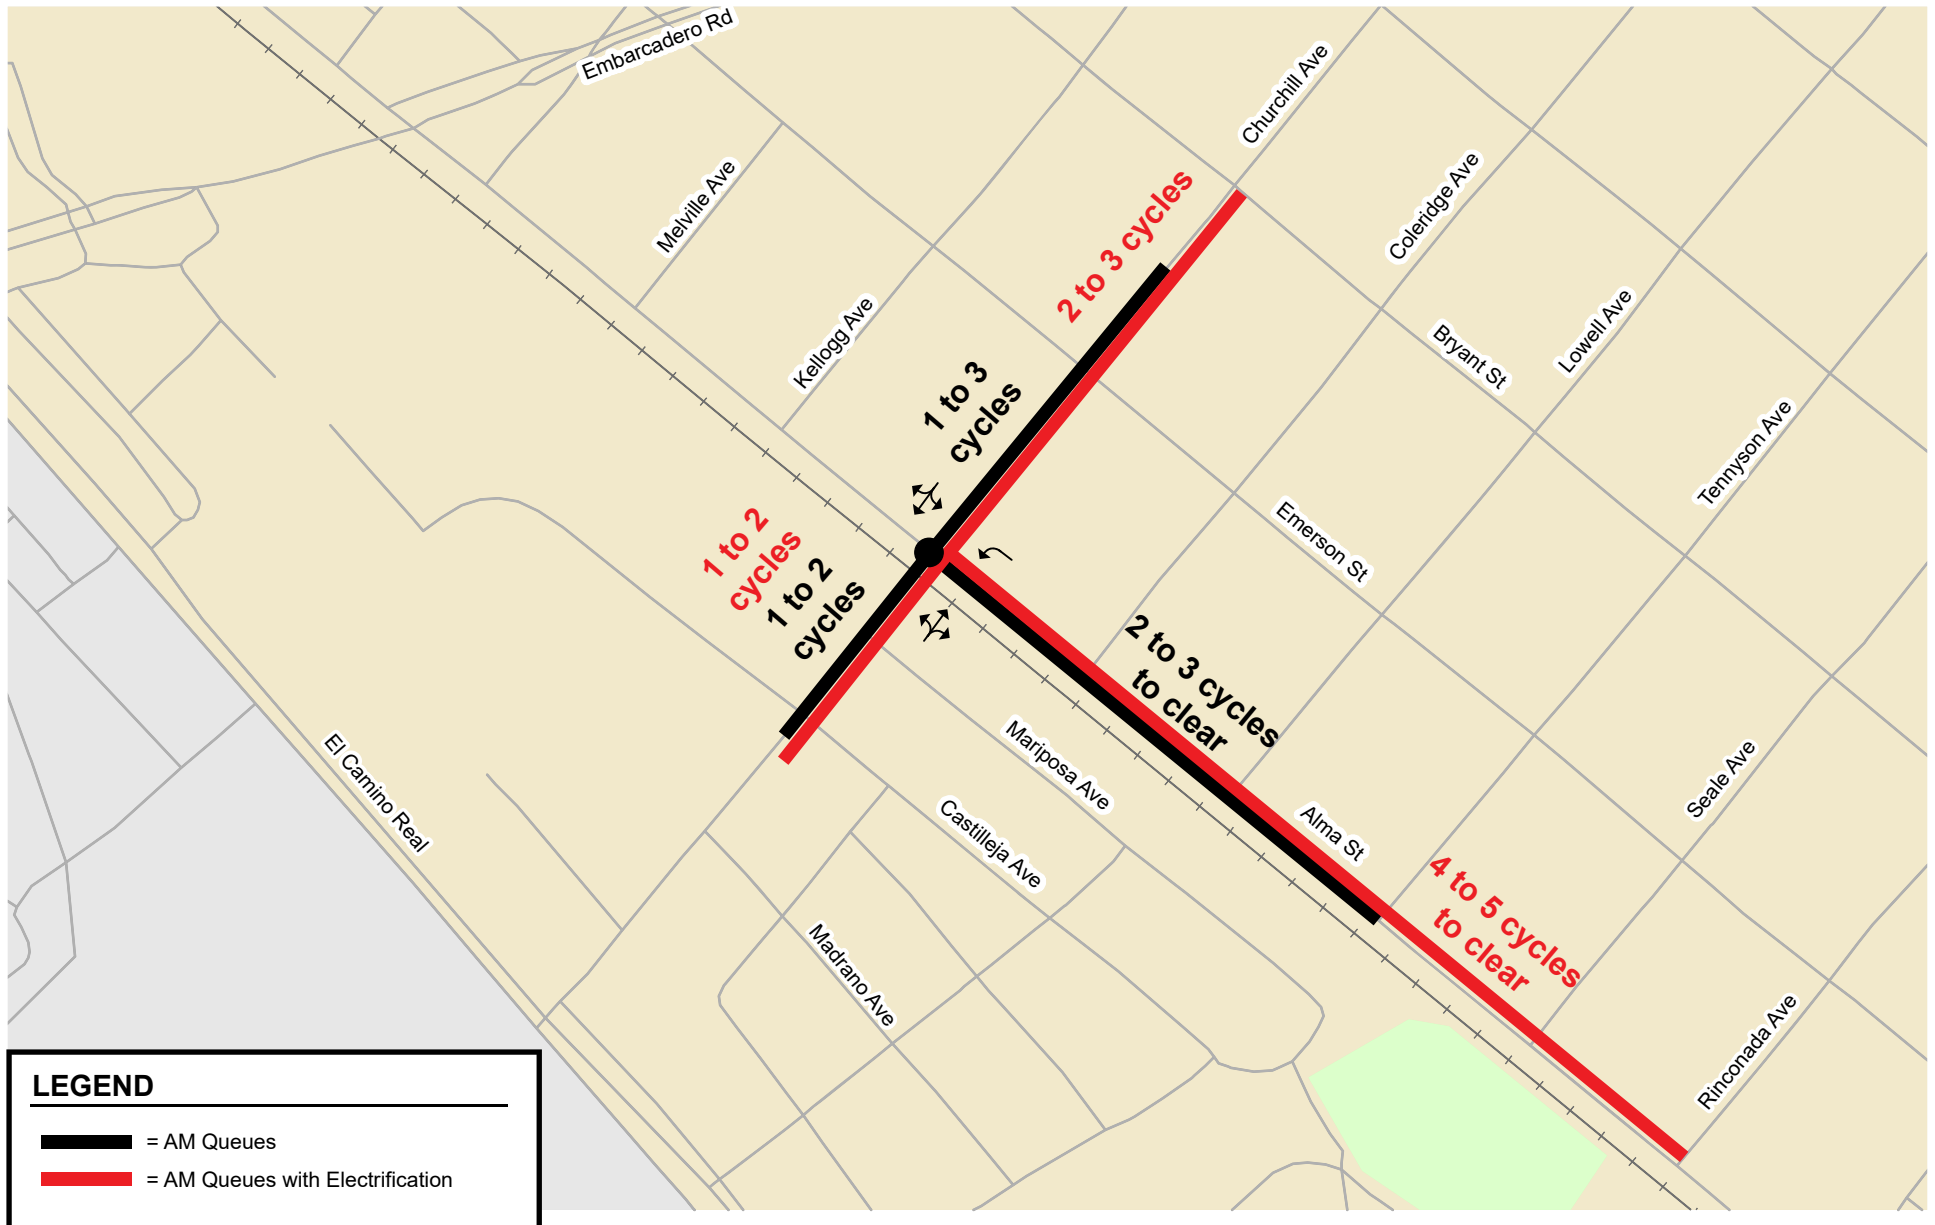 Embarcadero Rd
Churchill Ave
Melville Ave
Coleridge Ave
2 to 3 cycles
Kellogg Ave
Lowell Ave
Bryant St
1 to 3
cycles
Tennyson Ave
1 to 2
cycles
1 to 2
cycles
Emerson St
2 to 3 cycles
to clear
Mariposa Ave
El Camino Real
Castilleja Ave
Alma St
Seale Ave
4 to 5 cycles
to clear
Madrano Ave
Rinconada Ave
LEGEND
= AM Queues
= AM Queues with Electrification